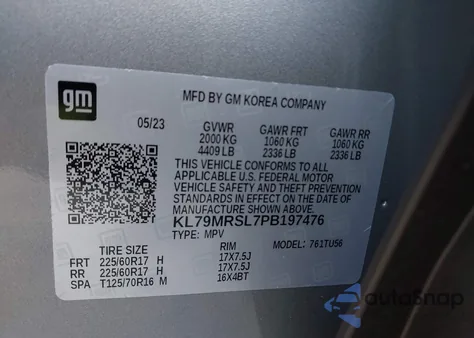 gm
MFD BY GM KOREA COMPANY
05/23 GVWR GAWR FRT GAWR RR
2000 KG 1060 KG 1060 KG
4409 LB 2336 LB 2336 LB
THIS VEHICLE CONFORMS TO ALL
APPLICABLE U.S. FEDERAL MOTOR
VEHICLE SAFETY AND THEFT PREVENTION
STANDARDS IN EFFECT ON THE DATE OF
MANUFACTURE SHOWN ABOVE.
KL79MRSL7PB197476
TYPE: MPV MODEL: 761TU56
TIRE SIZE RIM
FRT 225/60R17 H 17X7.5J
RR 225/60R17 H 17X7.5J
SPA T125/70R16 M 16X4BT
autoSnap